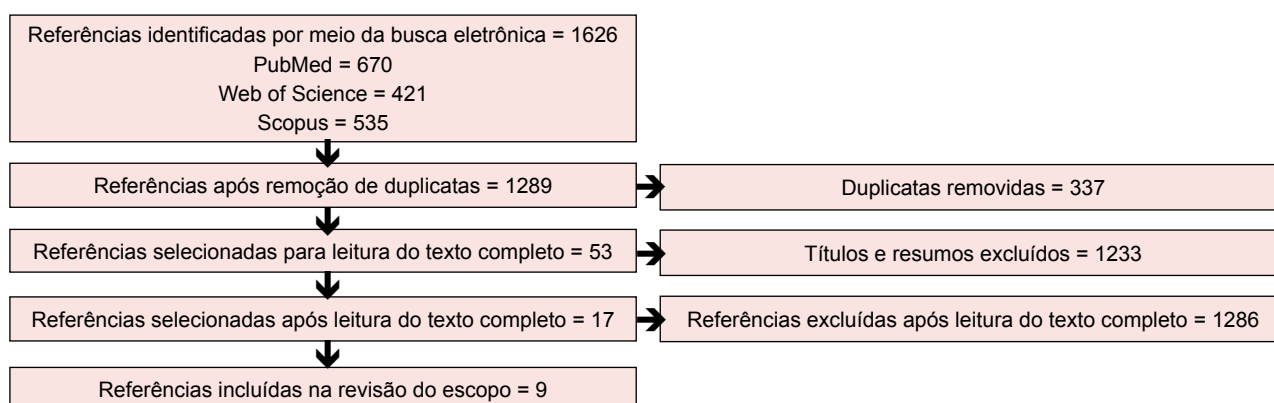 Referências identificadas por meio da busca eletrônica = 1626
PubMed = 670
Web of Science = 421
Scopus = 535
Referências após remoção de duplicatas = 1289
Duplicatas removidas = 337
Referências selecionadas para leitura do texto completo = 53
Títulos e resumos excluídos = 1233
Referências selecionadas após leitura do texto completo = 17
Referências excluídas após leitura do texto completo = 1286
Referências incluídas na revisão do escopo = 9